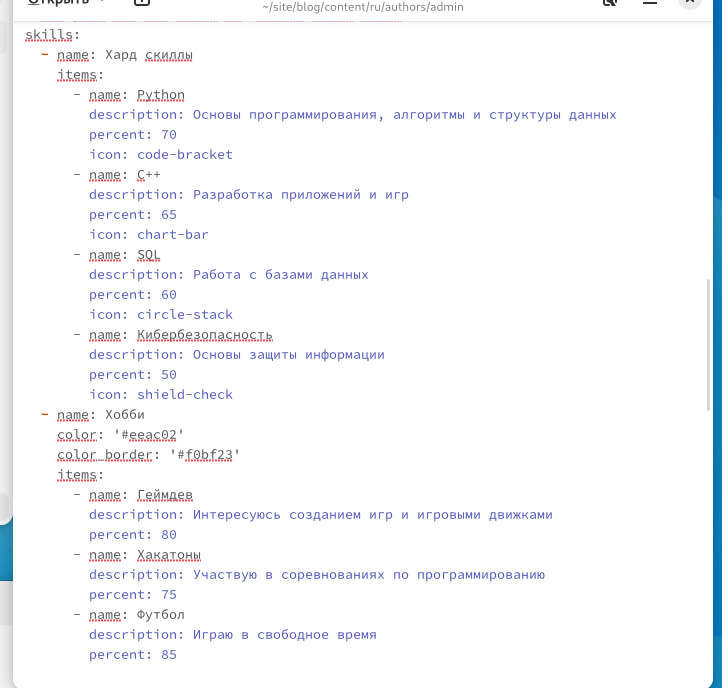 Открыть
~/site/blog/content/ru/authors/admin
skills:
- name: Хард скиллы
items:
- name: Python
description: Основы программирования, алгоритмы и структуры данных
percent: 70
icon: code-bracket
- name: C++
description: Разработка приложений и игр
percent: 65
icon: chart-bar
- name: SQL
description: Работа с базами данных
percent: 60
icon: circle-stack
- name: Кибербезопасность
description: Основы защиты информации
percent: 50
icon: shield-check
- name: Хобби
color: '#eeac02'
color_border: '#f0bf23'
items:
- name: Геймдев
description: Интересуюсь созданием игр и игровыми движками
percent: 80
- name: Хакатоны
description: Участвую в соревнованиях по программированию
percent: 75
- name: Футбол
description: Играю в свободное время
percent: 85